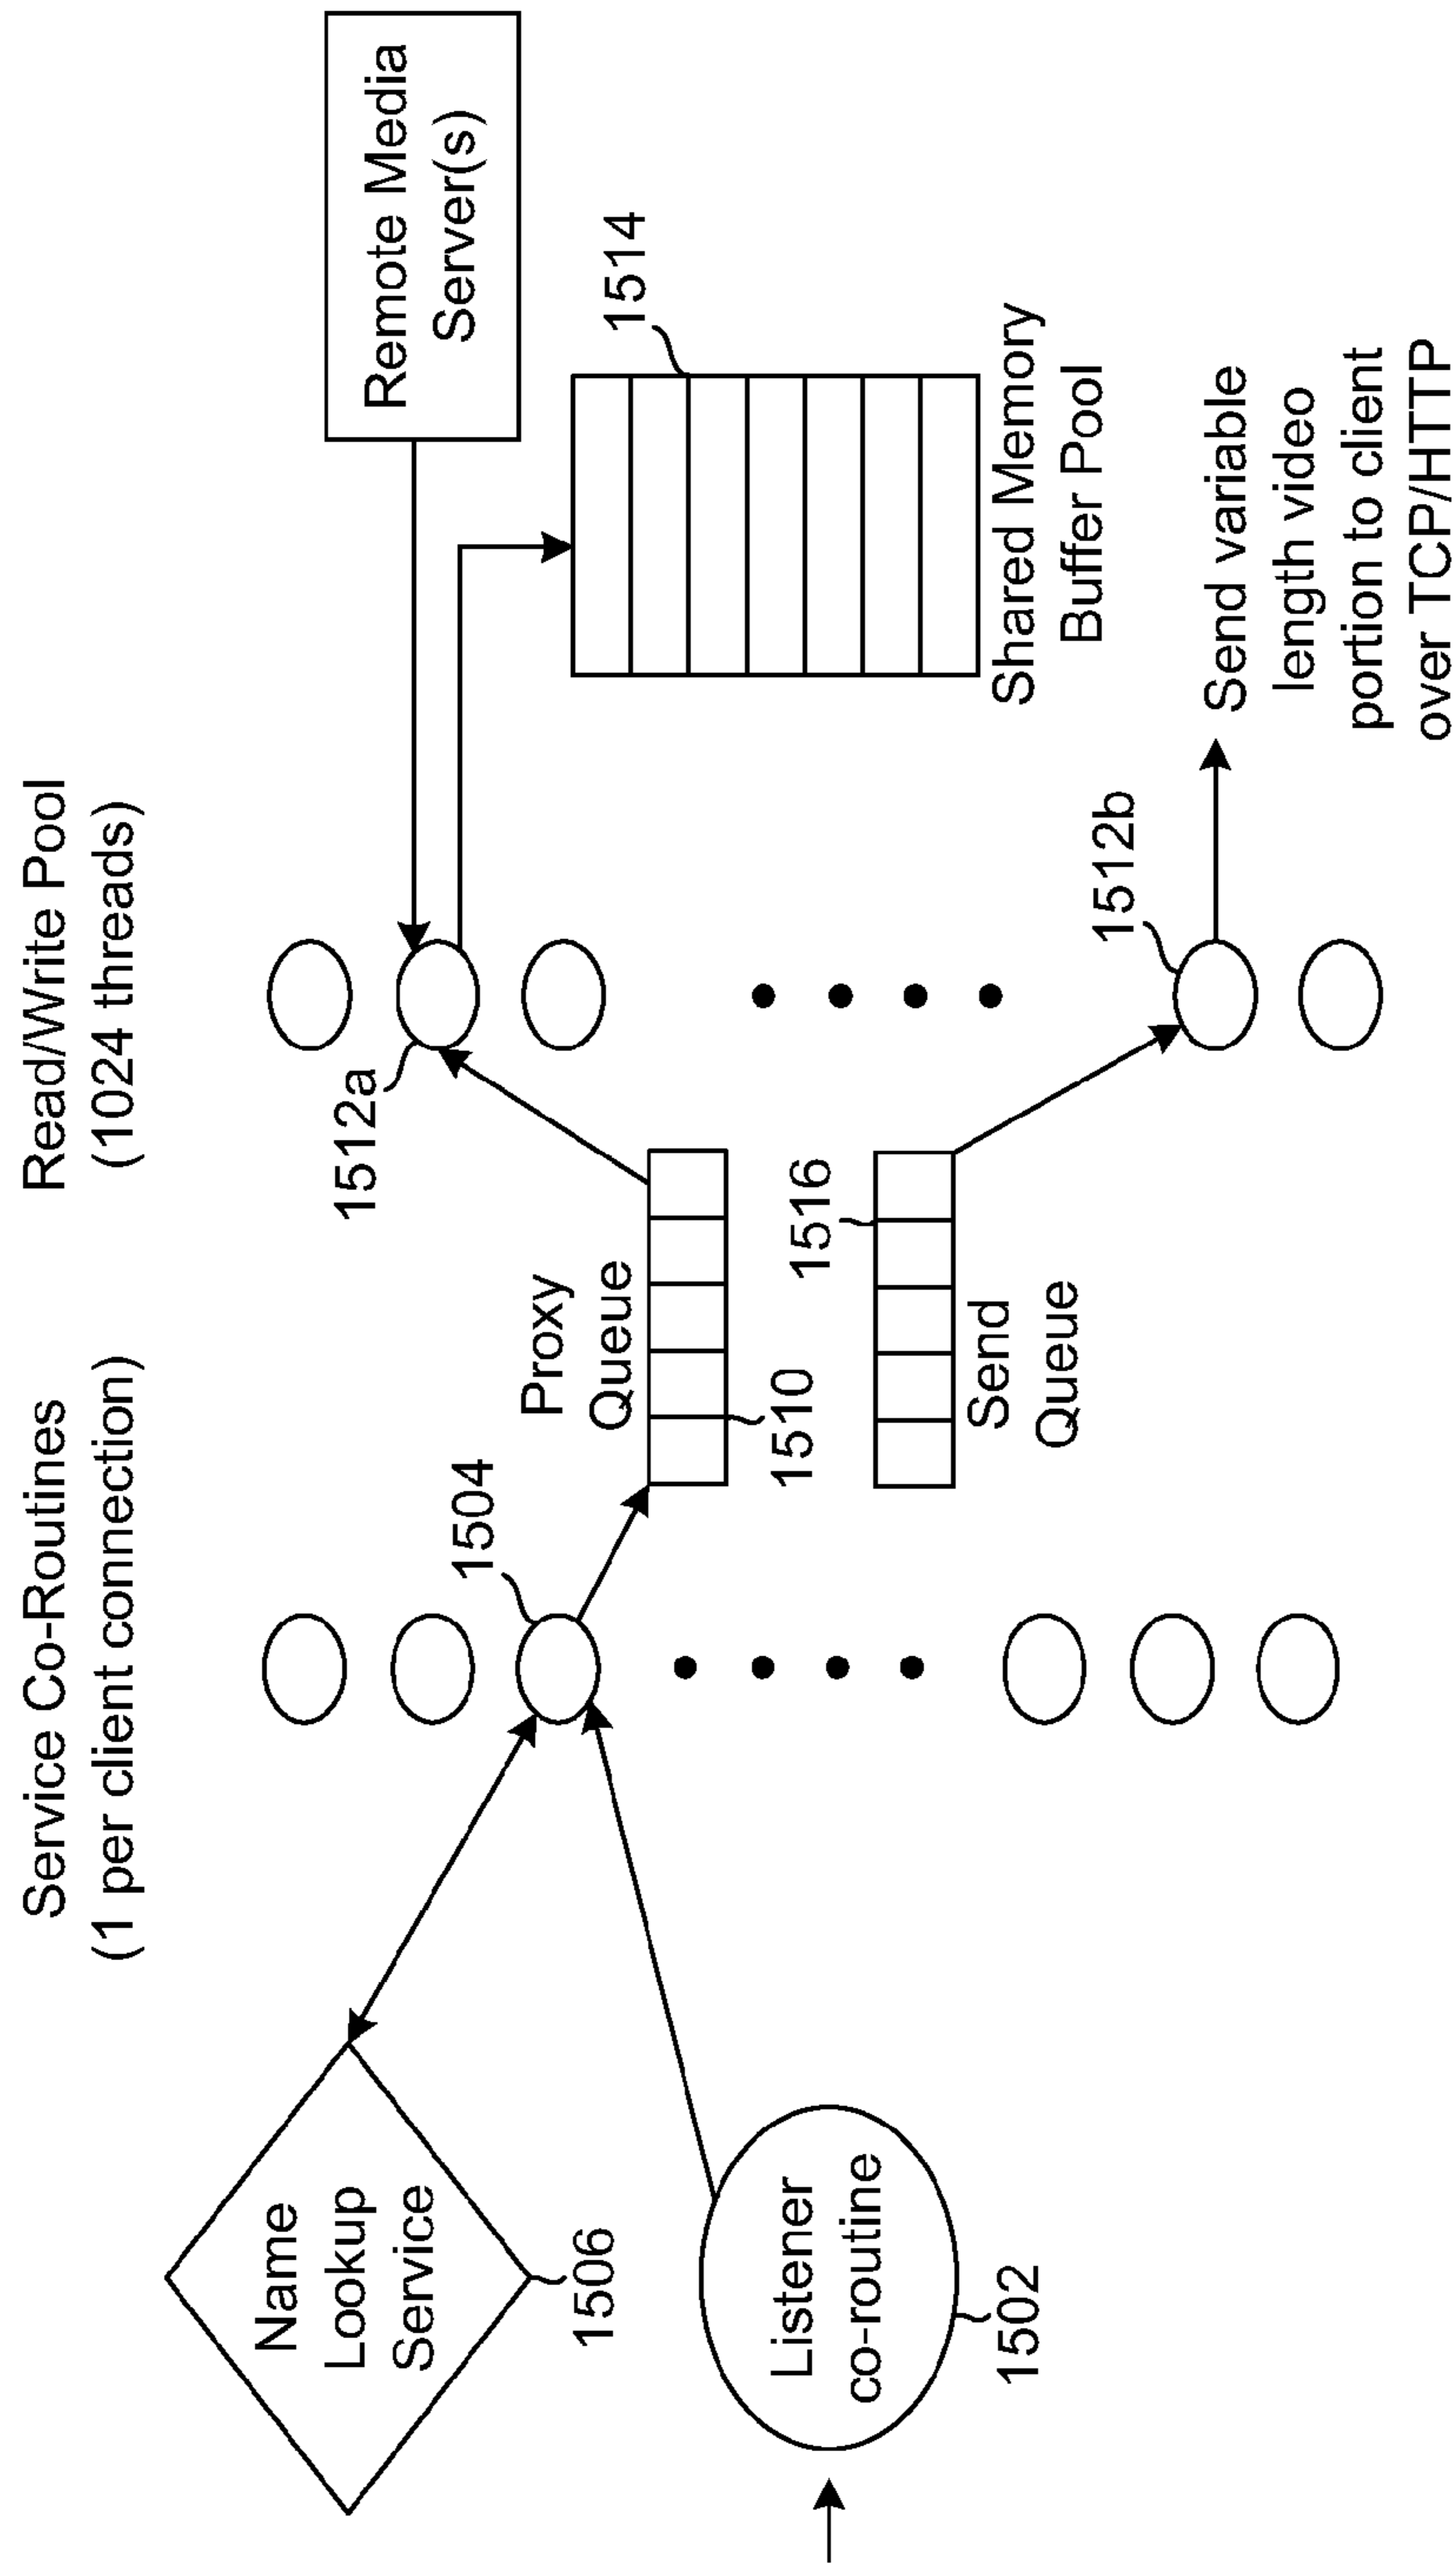 Service Co-Routines
(1 per client connection)
Read/Write Pool
(1024 threads)
Name
Lookup
Service
1506
Listener
co-routine
1502
1504
Proxy
Queue
1510
1516
Send
Queue
1512a
1512b
Remote Media
Server(s)
1514
Shared Memory
Buffer Pool
Send variable
length video
portion to client
over TCP/HTTP